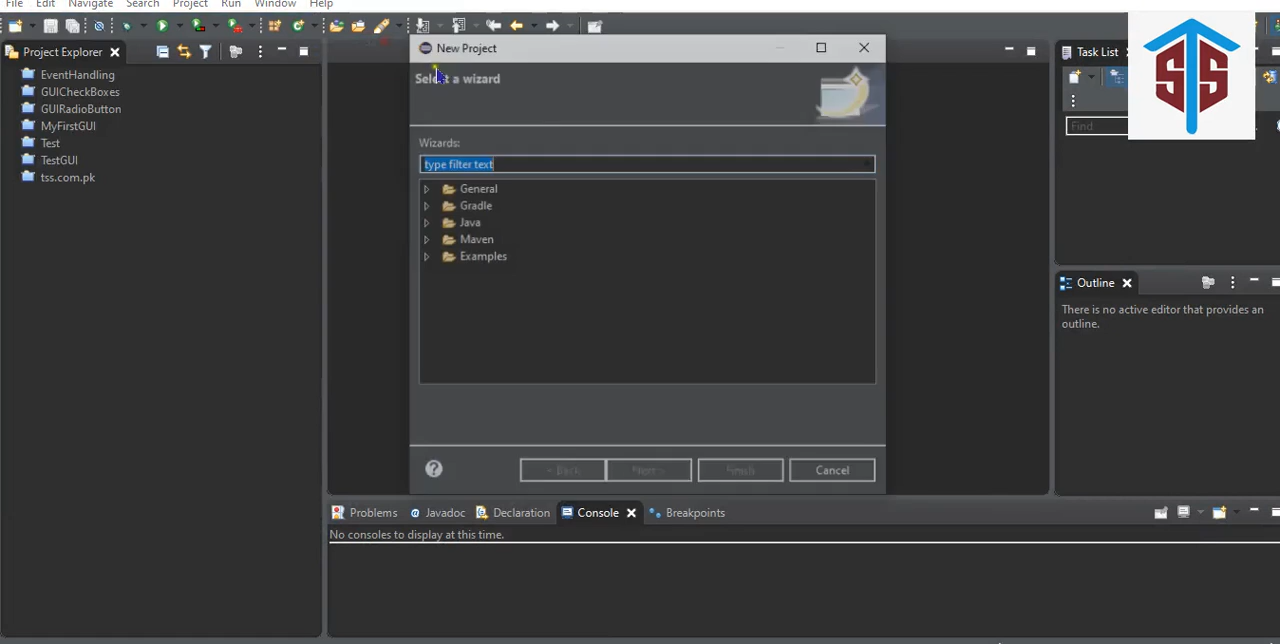 File Edit Navigate Search Project Run Window Help
Project Explorer
EventHandling
GUICheckBoxes
GUIRadioButton
MyFirstGUI
Test
TestGUI
tss.com.pk
New Project
Select a wizard
Wizards:
type filter text
General
Gradle
Java
Maven
Examples
< Back Next > Finish Cancel
Task List
Find
Outline
There is no active editor that provides an
outline.
Problems Javadoc Declaration Console Breakpoints
No consoles to display at this time.